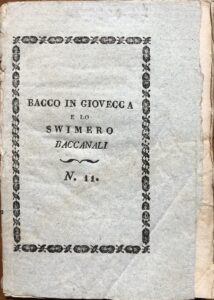 BACCO IN GIOVECCA
E LO
SWIMERO
BACCANALI
N. 11.